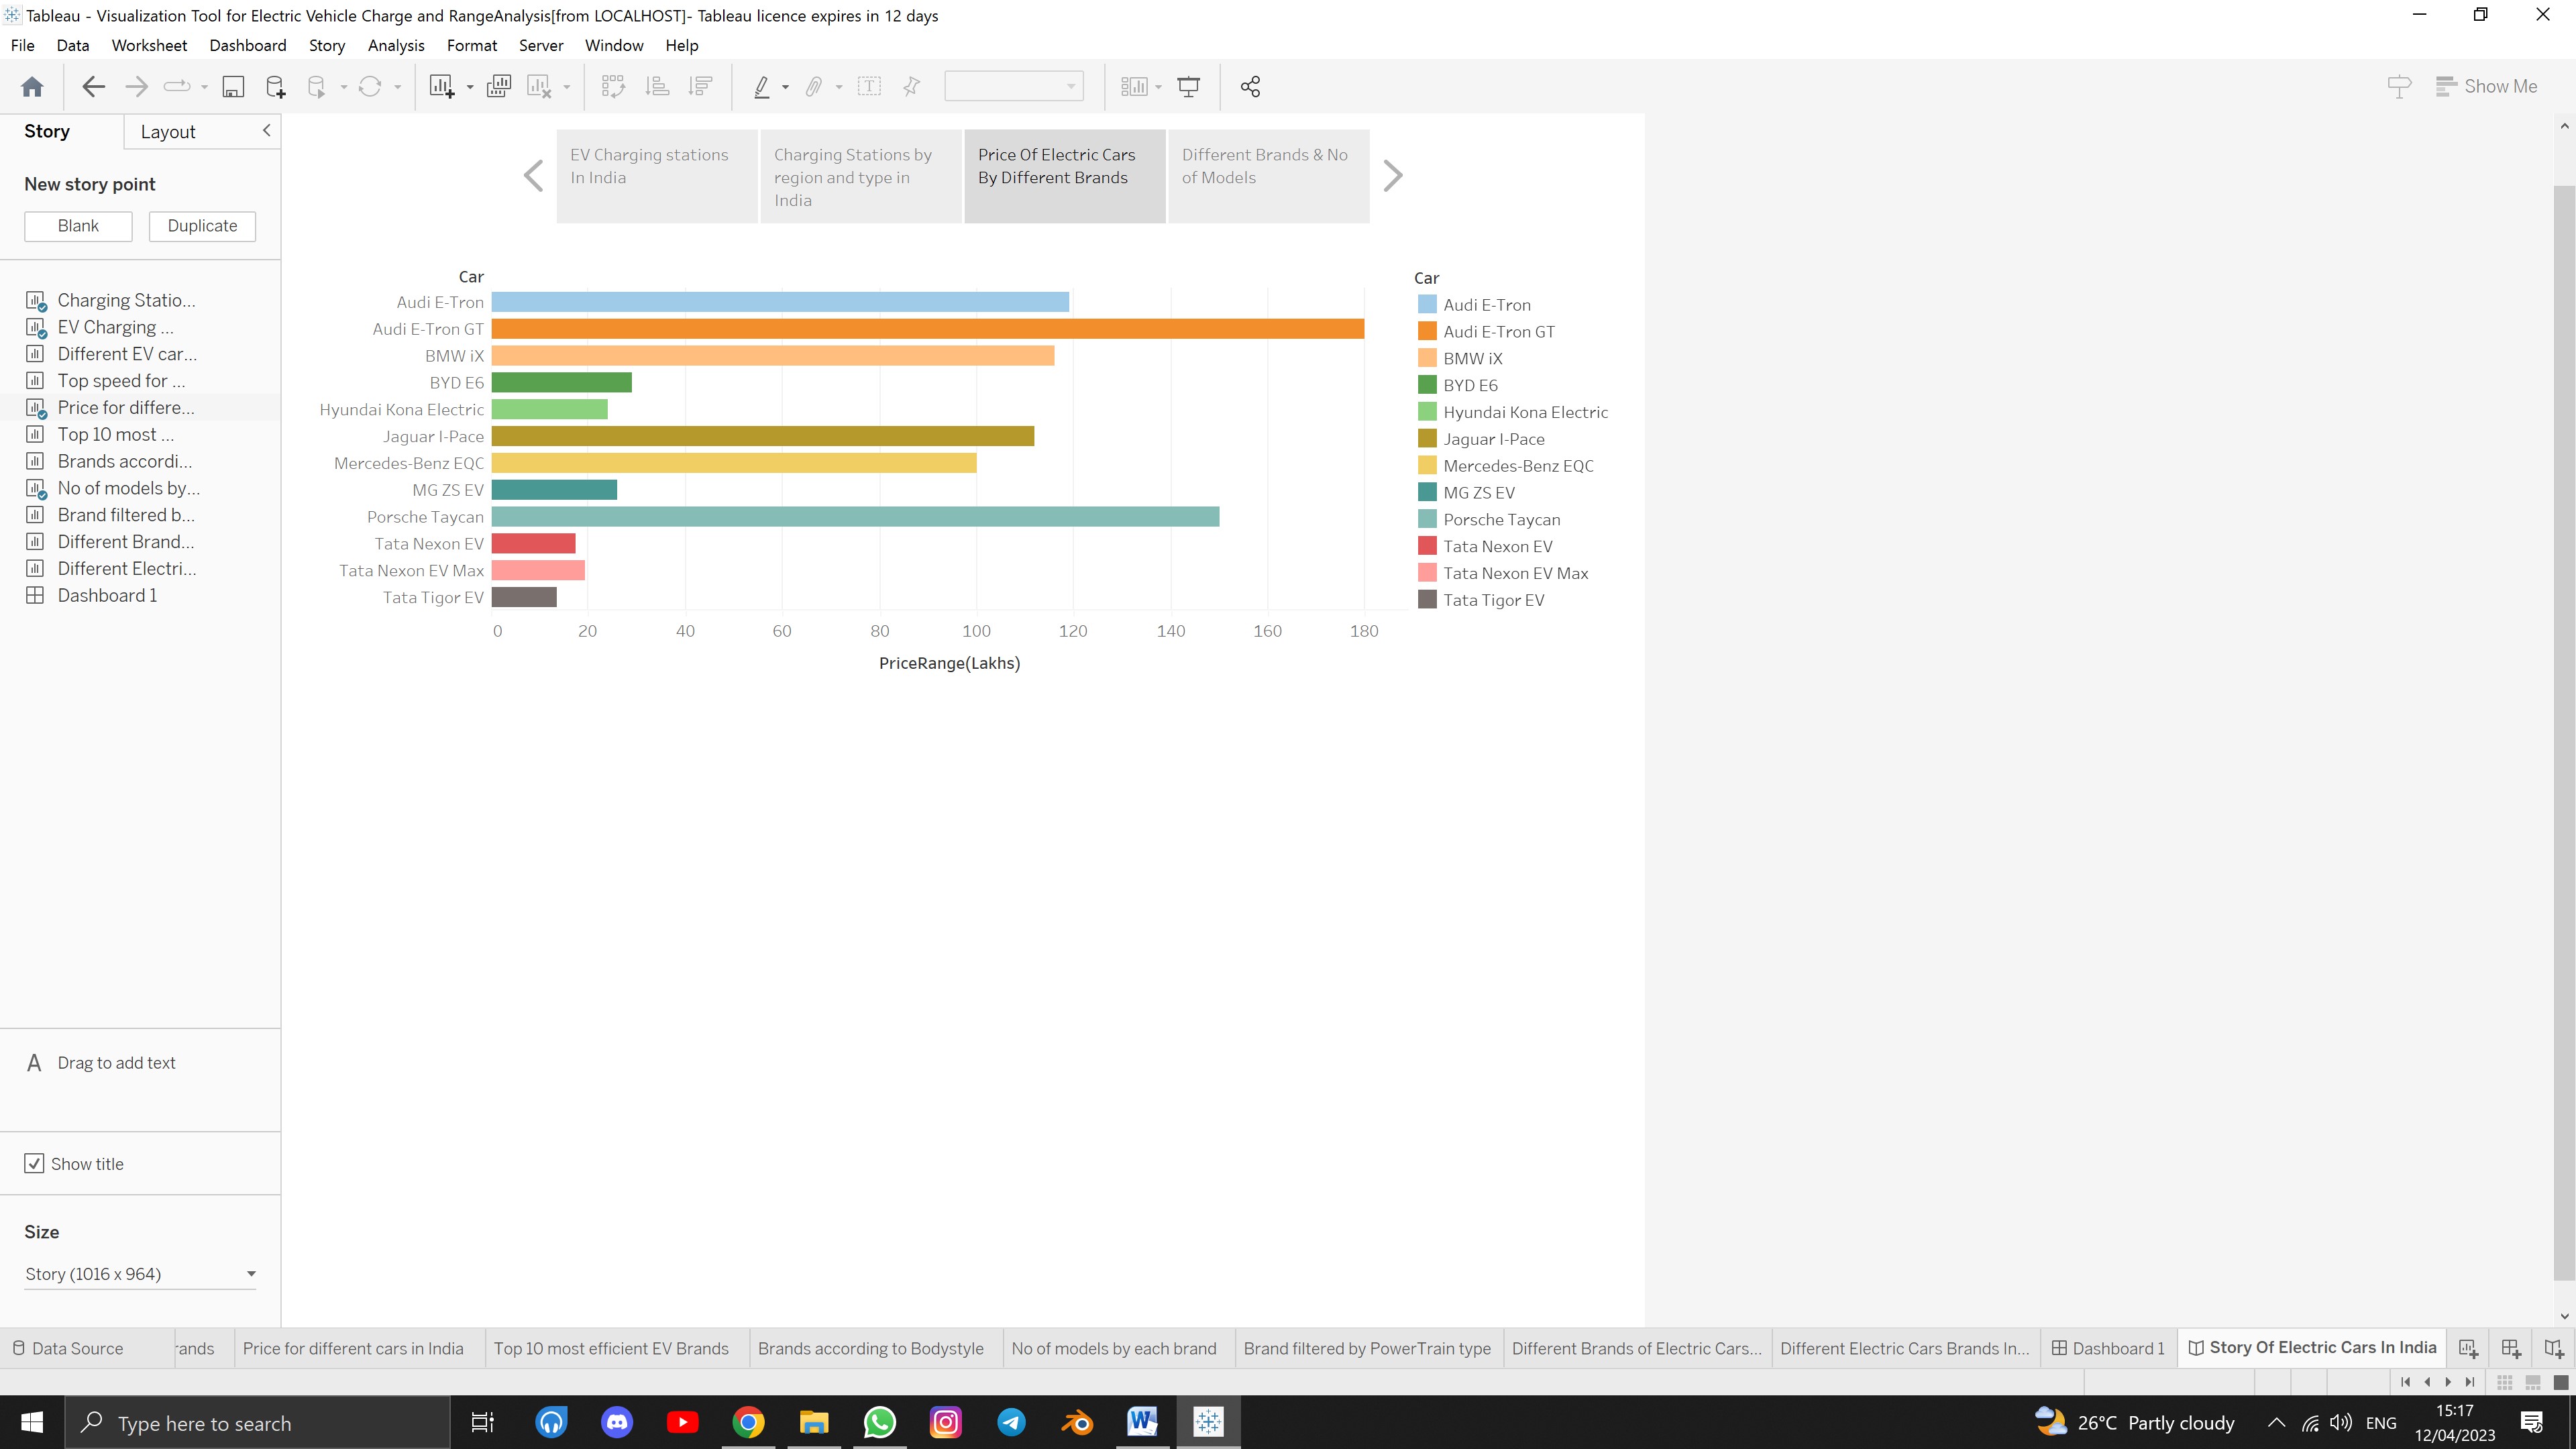 Tableau - Visualization Tool for Electric Vehicle Charge and RangeAnalysis[from LOCALHOST]- Tableau licence expires in 12 days
File Data Worksheet Dashboard Story Analysis Format Server Window Help
Show Me
Story Layout
New story point
Blank Duplicate
Charging Statio...
EV Charging ...
Different EV car...
Top speed for ...
Price for differe...
Top 10 most ...
Brands accordi...
No of models by...
Brand filtered b...
Different Brand...
Different Electri...
Dashboard 1
A Drag to add text
Show title
Size
Story (1016 x 964)
EV Charging stations
In India
Charging Stations by
region and type in
India
Price Of Electric Cars
By Different Brands
Different Brands & No
of Models
Car
Audi E-Tron
Audi E-Tron GT
BMW iX
BYD E6
Hyundai Kona Electric
Jaguar I-Pace
Mercedes-Benz EQC
MG ZS EV
Porsche Taycan
Tata Nexon EV
Tata Nexon EV Max
Tata Tigor EV
0 20 40 60 80 100 120 140 160 180
PriceRange(Lakhs)
Car
Audi E-Tron
Audi E-Tron GT
BMW iX
BYD E6
Hyundai Kona Electric
Jaguar I-Pace
Mercedes-Benz EQC
MG ZS EV
Porsche Taycan
Tata Nexon EV
Tata Nexon EV Max
Tata Tigor EV
Data Source rands Price for different cars in India Top 10 most efficient EV Brands Brands according to Bodystyle No of models by each brand Brand filtered by PowerTrain type Different Brands of Electric Cars... Different Electric Cars Brands In... Dashboard 1 Story Of Electric Cars In India
Type here to search
26°C Partly cloudy
ENG
15:17
12/04/2023